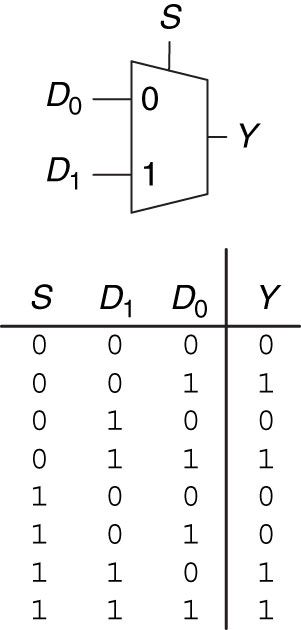 S
D₀ 0
Y
D₁ 1
S D₁ D₀ Y
0 0 0 0
0 0 1 1
0 1 0 0
0 1 1 1
1 0 0 0
1 0 1 0
1 1 0 1
1 1 1 1